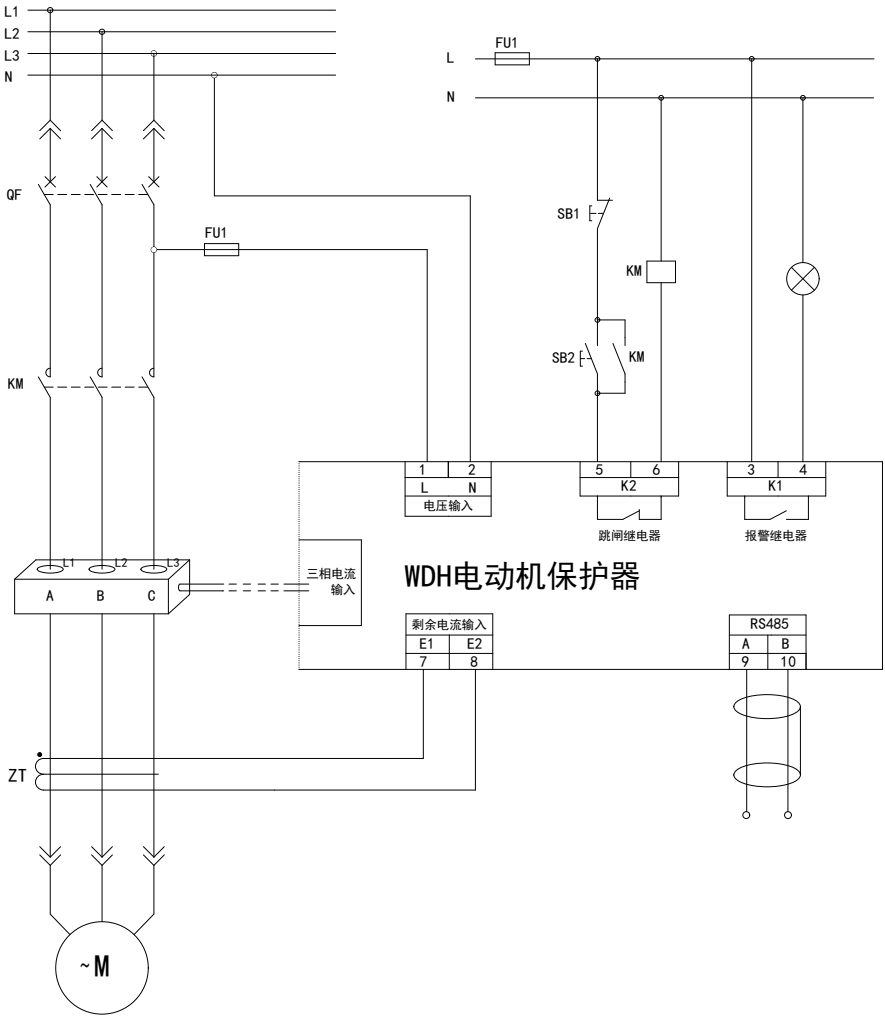 L1
L2
L3
N
QF
FU1
KM
L1 L2 L3
A B C
ZT
~M
FU1
L
N
SB1
KM
SB2
KM
1 2
L N
电压输入
5 6
K2
跳闸继电器
3 4
K1
报警继电器
三相电流
输入
WDH电动机保护器
剩余电流输入
E1 E2
7 8
RS485
A B
9 10